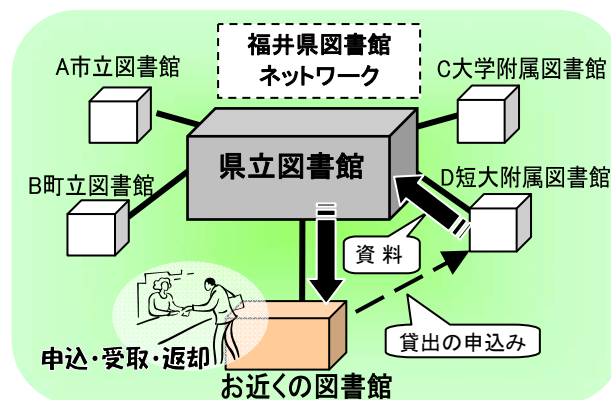 福井県図書館
ネットワーク
A市立図書館
C大学附属図書館
県立図書館
B町立図書館
D短大附属図書館
資 料
貸出の申込み
申込・受取・返却
お近くの図書館